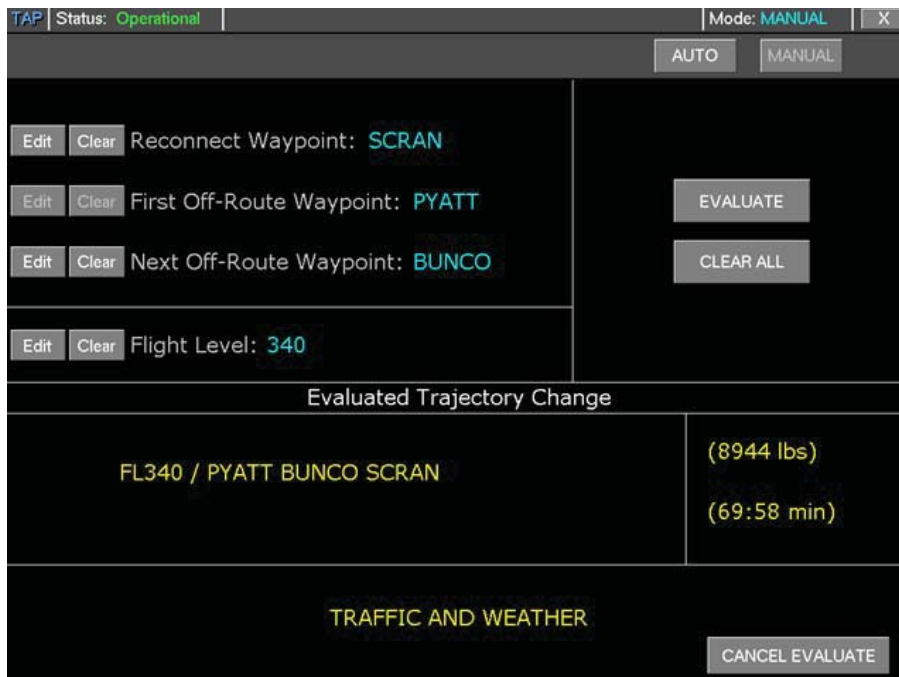 TAP Status: Operational Mode: MANUAL X
AUTO MANUAL
Edit Clear Reconnect Waypoint: SCRAN
Edit Clear First Off-Route Waypoint: PYATT EVALUATE
Edit Clear Next Off-Route Waypoint: BUNCO CLEAR ALL
Edit Clear Flight Level: 340
Evaluated Trajectory Change
FL340 / PYATT BUNCO SCRAN
(8944 lbs)
(69:58 min)
TRAFFIC AND WEATHER
CANCEL EVALUATE